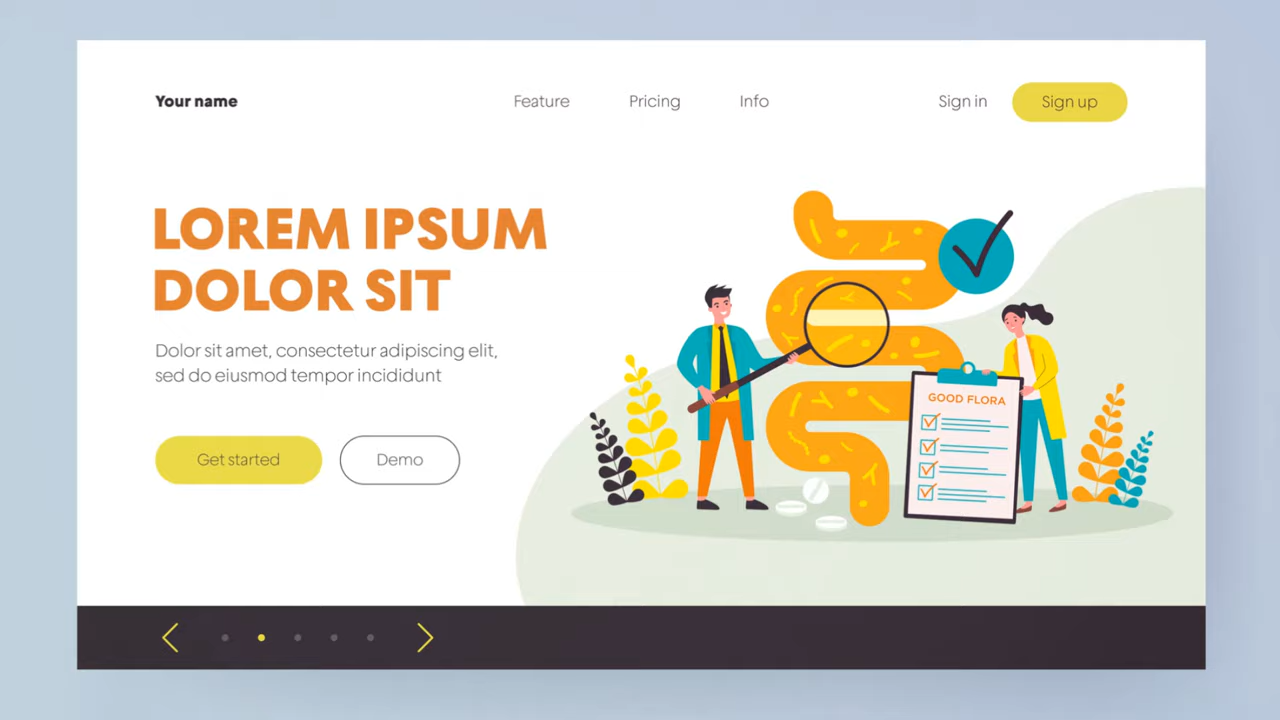 Your name
Feature
Pricing
Info
Sign in
Sign up
LOREM IPSUM
DOLOR SIT
Dolor sit amet, consectetur adipiscing elit,
sed do eiusmod tempor incididunt
Get started
Demo
GOOD FLORA